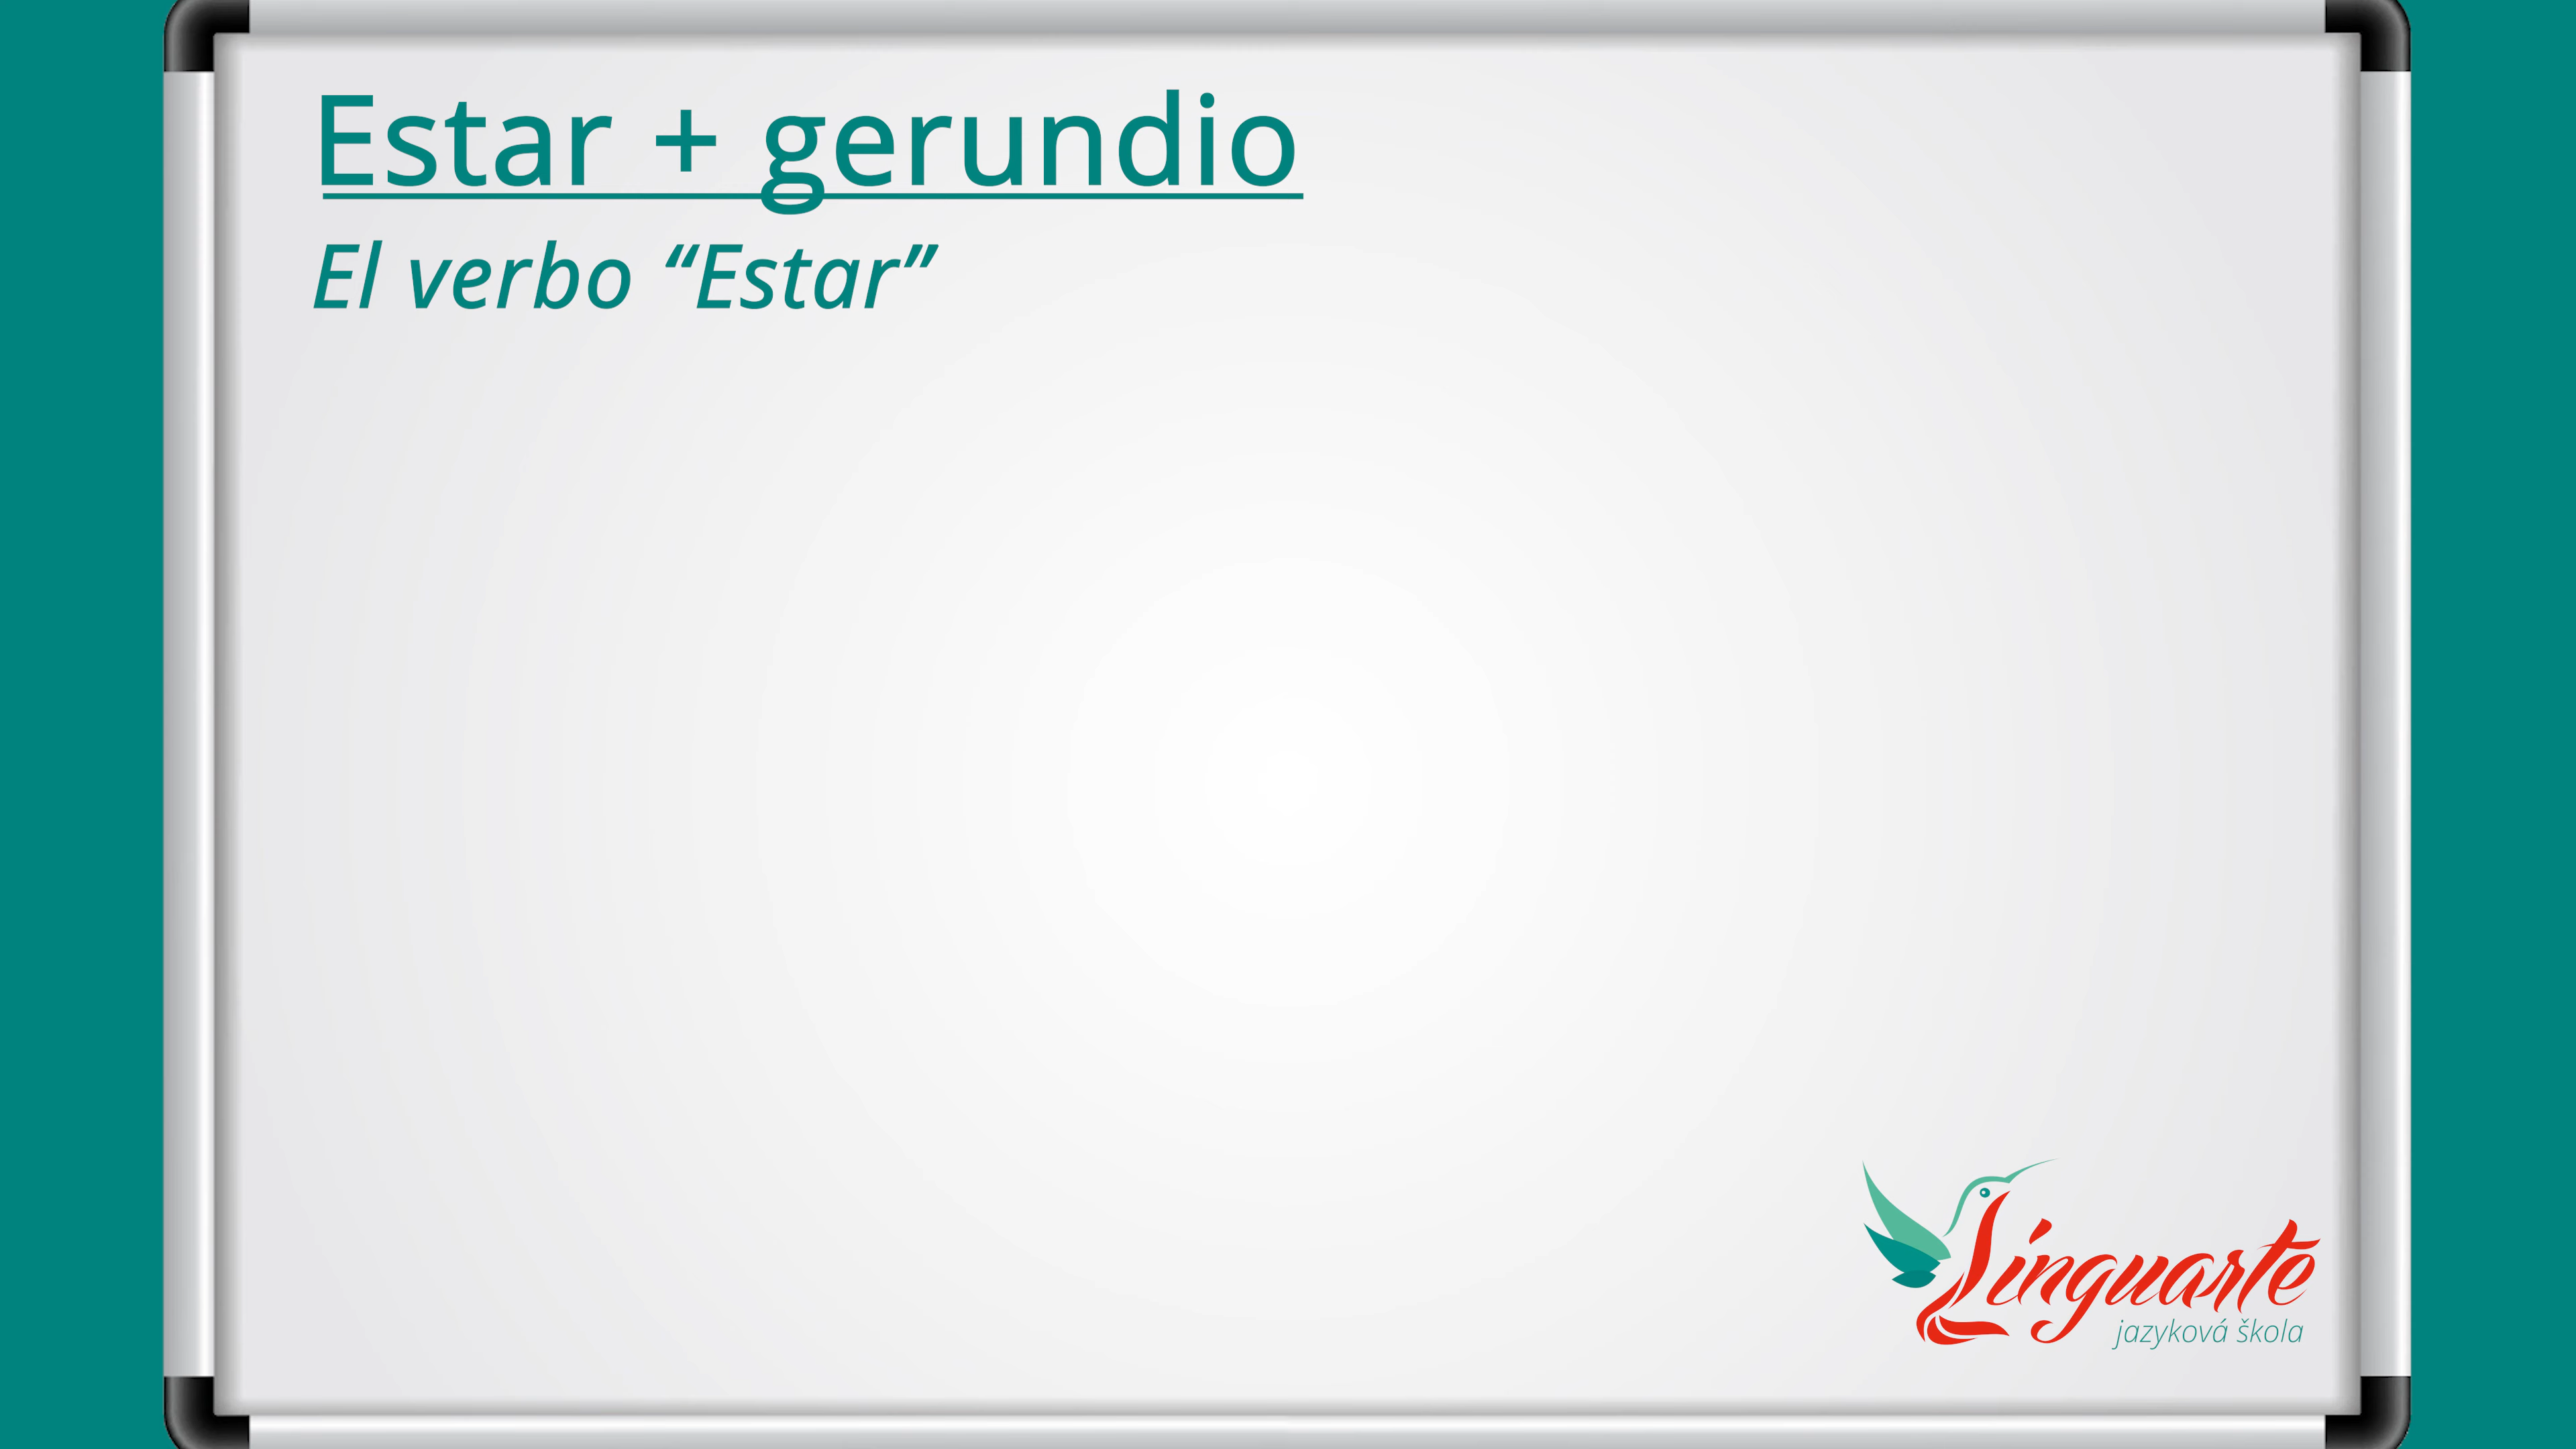 Estar + gerundio
El verbo “Estar”
Linguarte
jazyková škola